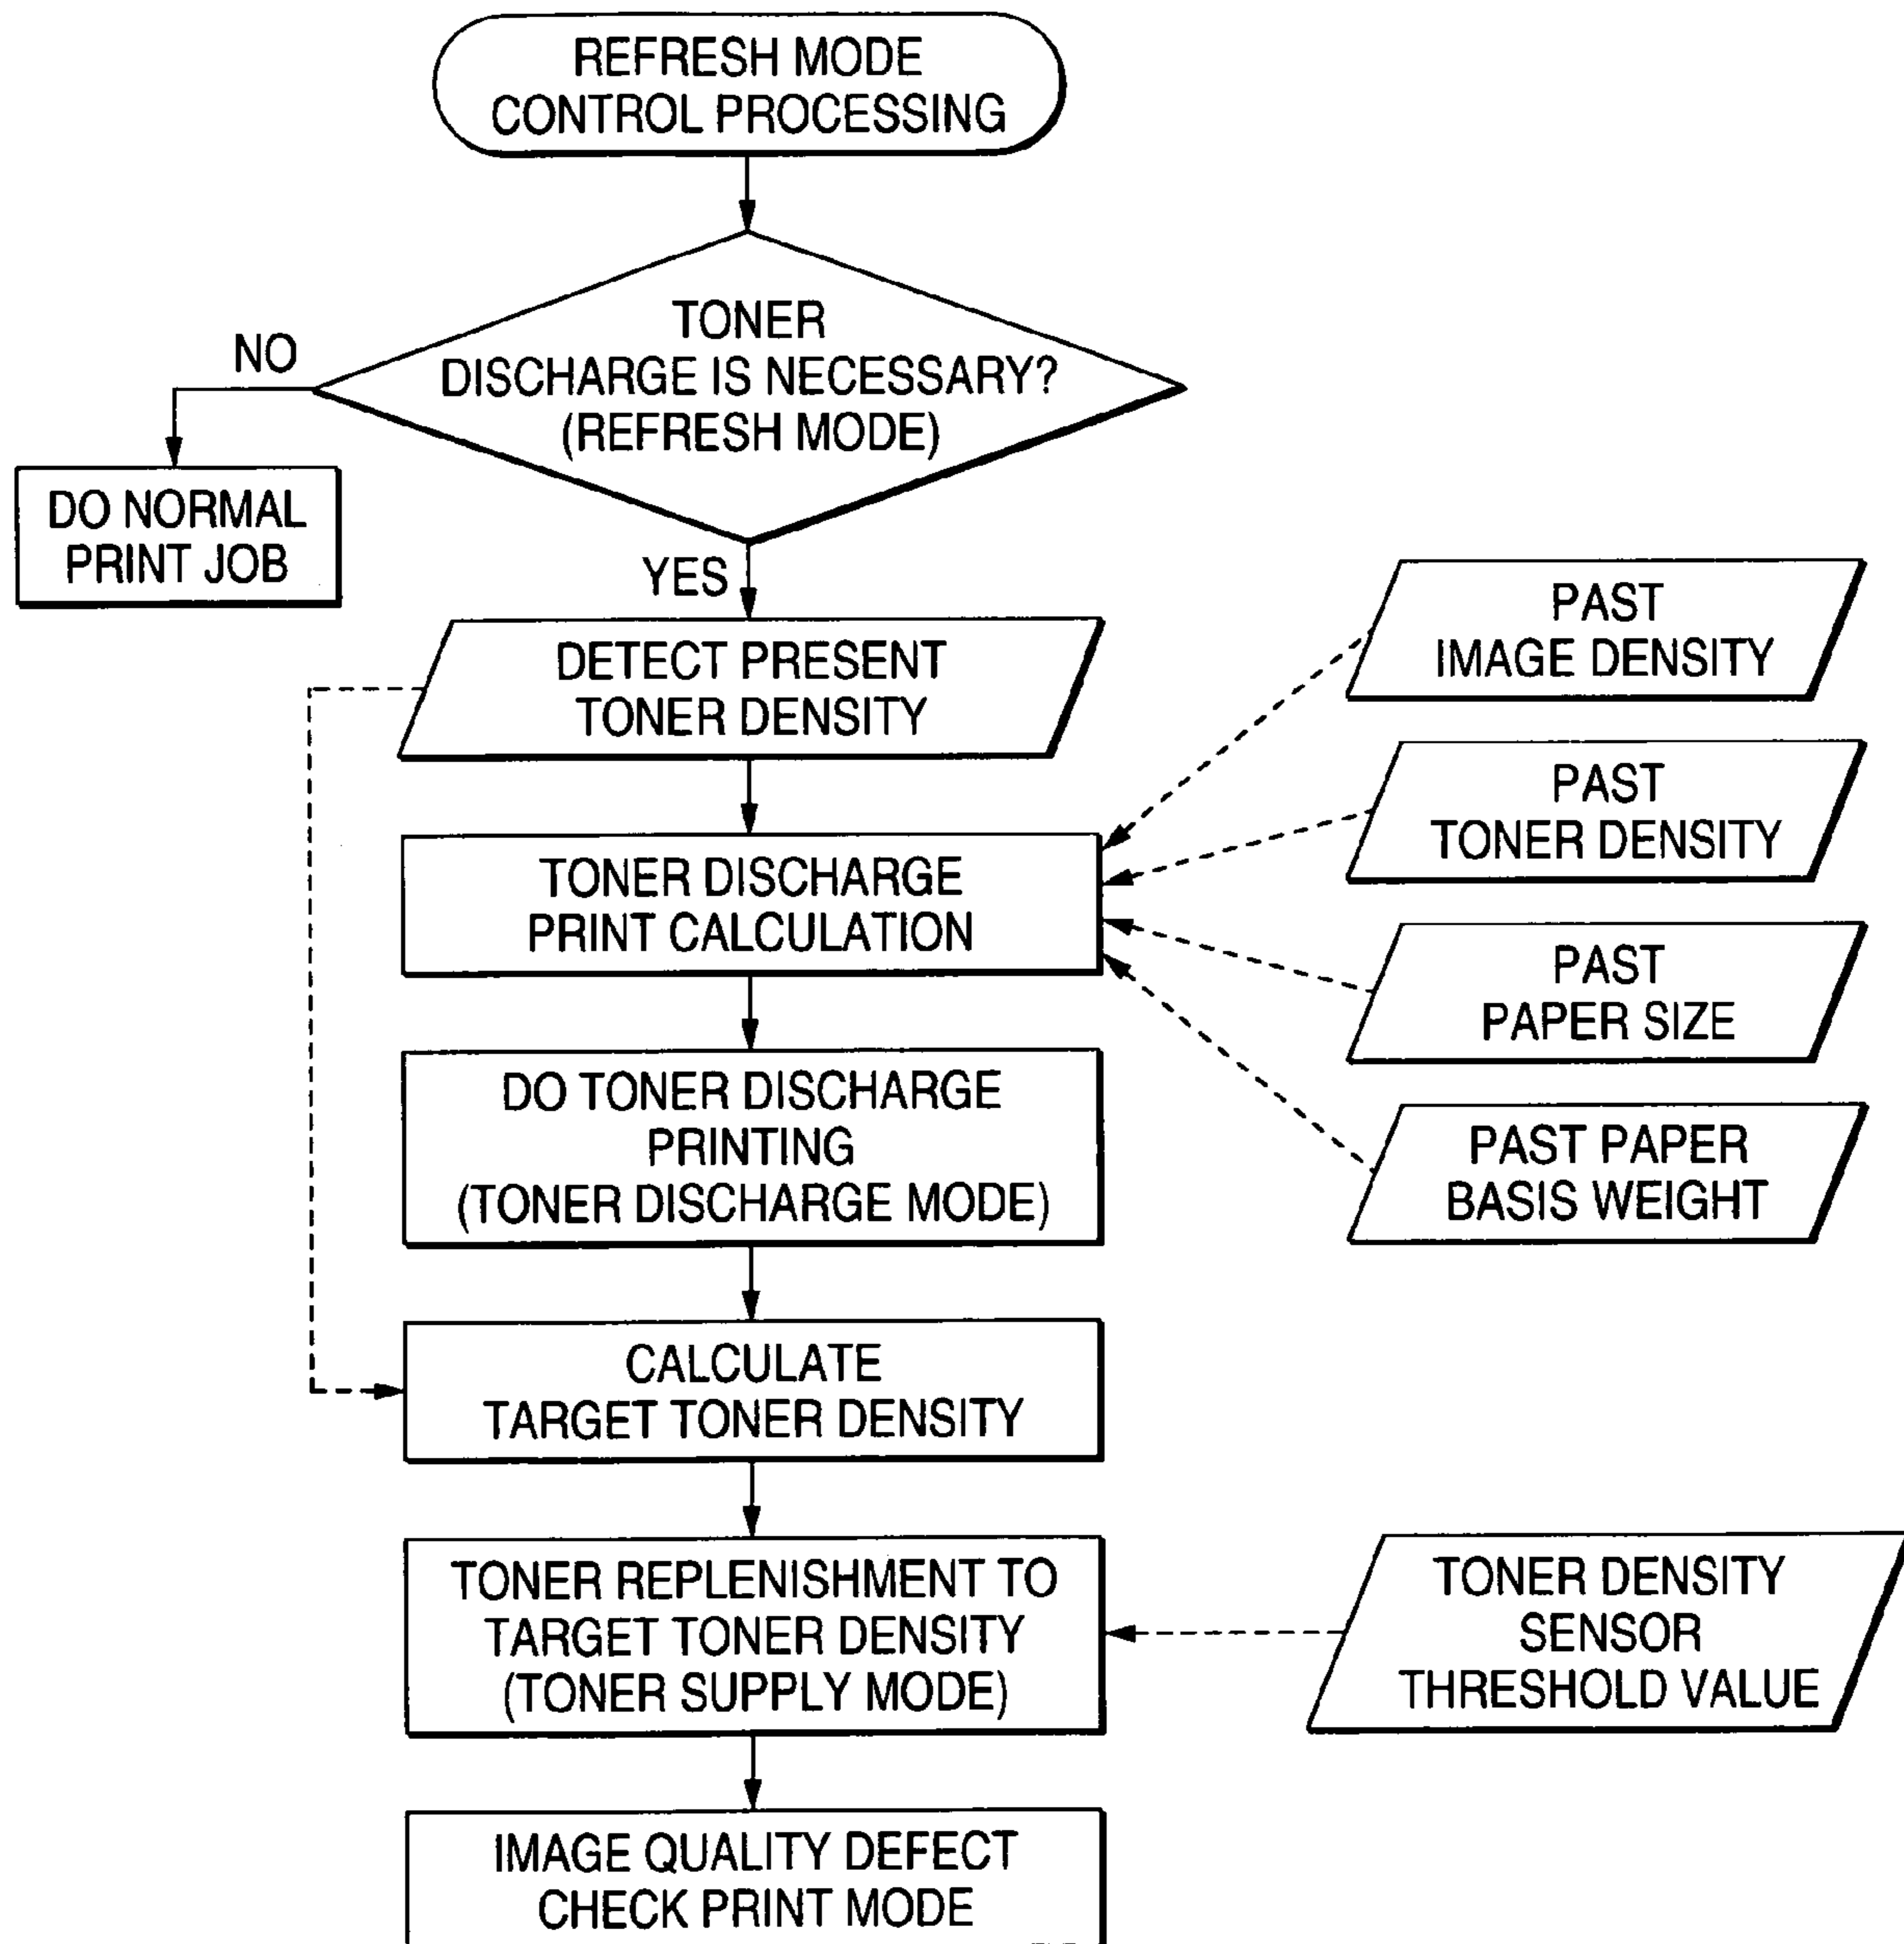 REFRESH MODE
CONTROL PROCESSING
TONER
DISCHARGE IS NECESSARY?
(REFRESH MODE)
NO
DO NORMAL
PRINT JOB
YES
DETECT PRESENT
TONER DENSITY
PAST
IMAGE DENSITY
PAST
TONER DENSITY
TONER DISCHARGE
PRINT CALCULATION
PAST
PAPER SIZE
DO TONER DISCHARGE
PRINTING
(TONER DISCHARGE MODE)
PAST PAPER
BASIS WEIGHT
CALCULATE
TARGET TONER DENSITY
TONER REPLENISHMENT TO
TARGET TONER DENSITY
(TONER SUPPLY MODE)
TONER DENSITY
SENSOR
THRESHOLD VALUE
IMAGE QUALITY DEFECT
CHECK PRINT MODE